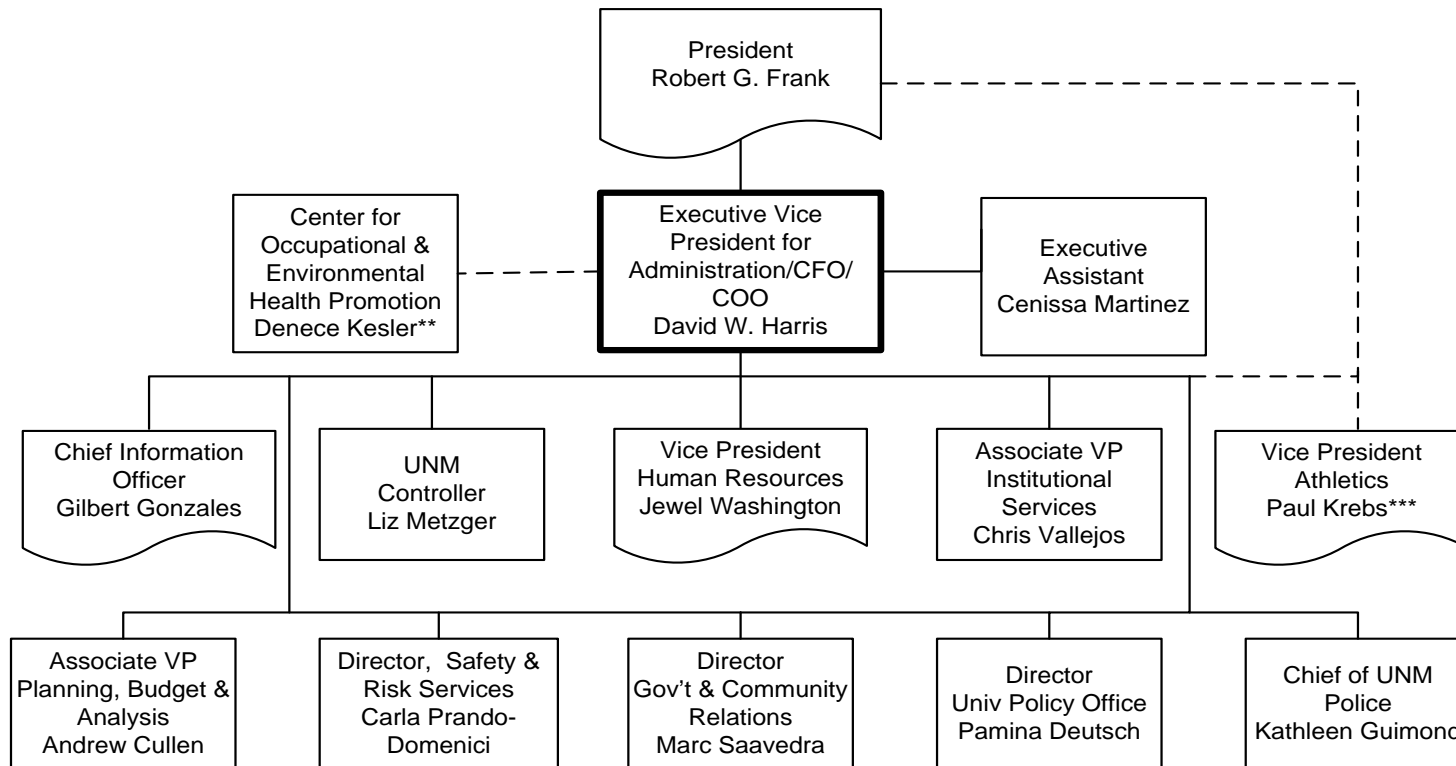 President
Robert G. Frank
Center for
Occupational &
Environmental
Health Promotion
Denece Kesler**
Executive Vice
President for
Administration/CFO/
COO
David W. Harris
Executive
Assistant
Cenissa Martinez
Chief Information
Officer
Gilbert Gonzales
UNM
Controller
Liz Metzger
Vice President
Human Resources
Jewel Washington
Associate VP
Institutional
Services
Chris Vallejos
Vice President
Athletics
Paul Krebs***
Associate VP
Planning, Budget &
Analysis
Andrew Cullen
Director, Safety &
Risk Services
Carla Prando-
Domenici
Director
Gov't & Community
Relations
Marc Saavedra
Director
Univ Policy Office
Pamina Deutsch
Chief of UNM
Police
Kathleen Guimond